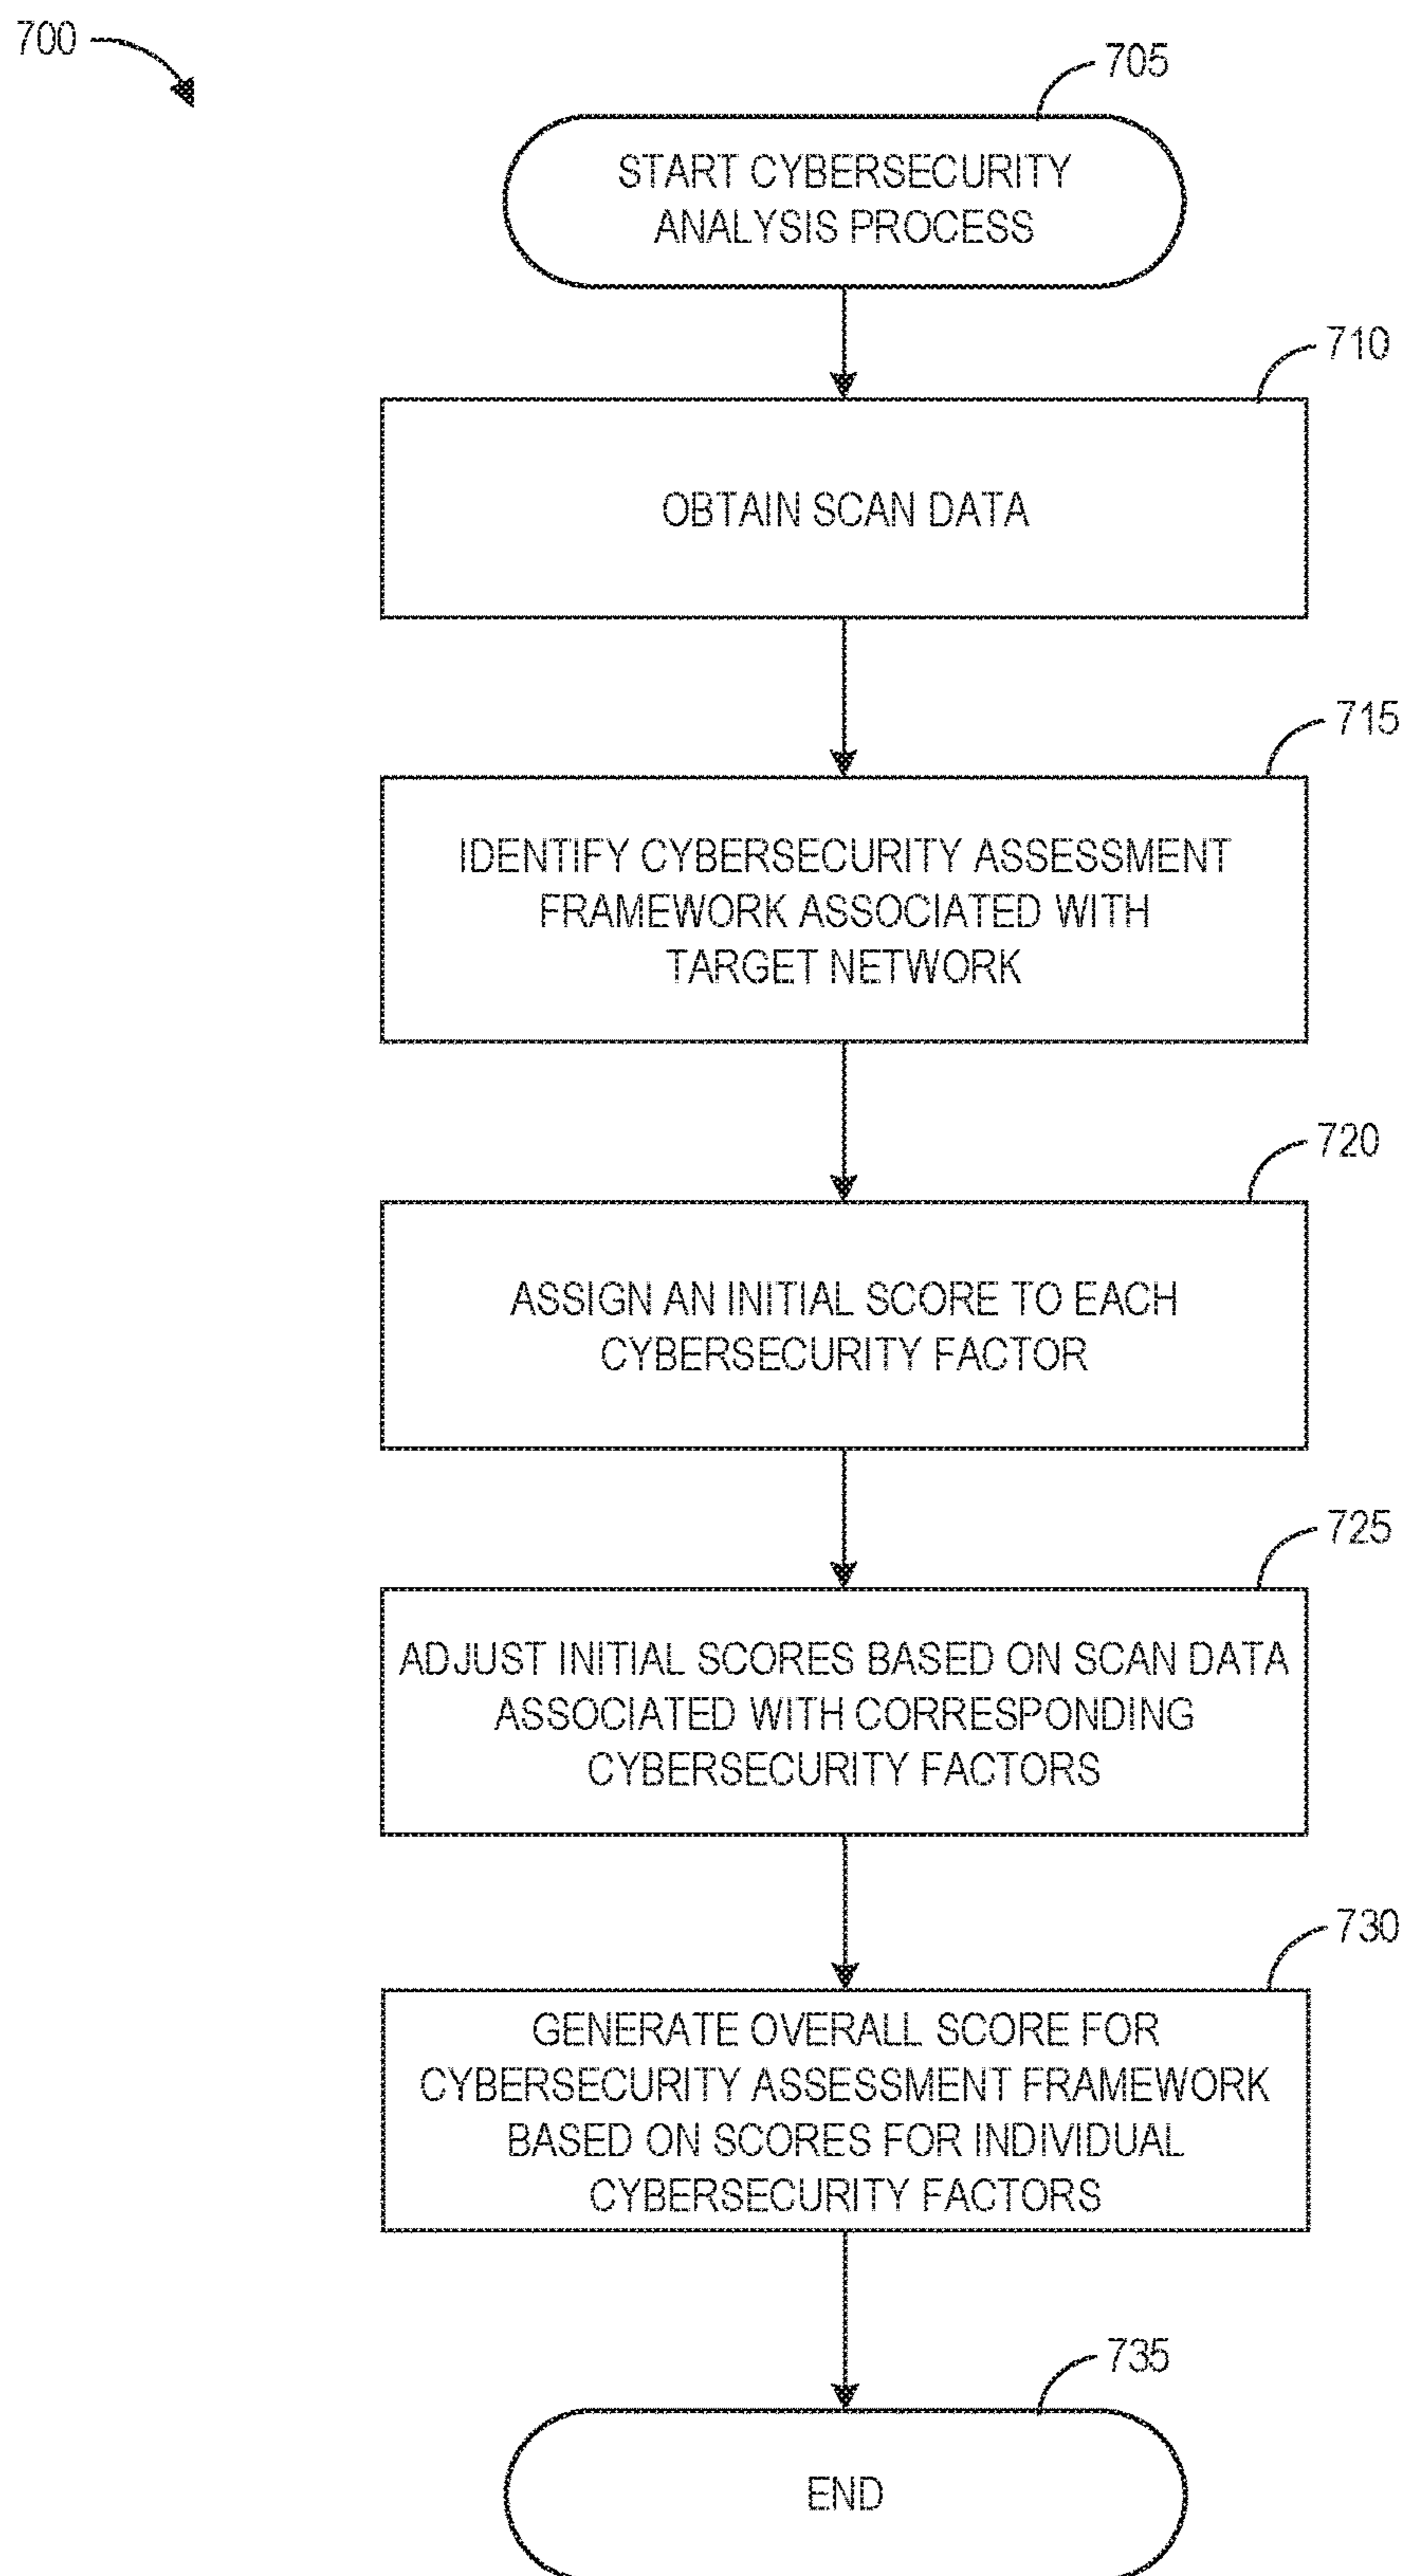 700
705
START CYBERSECURITY
ANALYSIS PROCESS
710
OBTAIN SCAN DATA
715
IDENTIFY CYBERSECURITY ASSESSMENT
FRAMEWORK ASSOCIATED WITH
TARGET NETWORK
720
ASSIGN AN INITIAL SCORE TO EACH
CYBERSECURITY FACTOR
725
ADJUST INITIAL SCORES BASED ON SCAN DATA
ASSOCIATED WITH CORRESPONDING
CYBERSECURITY FACTORS
730
GENERATE OVERALL SCORE FOR
CYBERSECURITY ASSESSMENT FRAMEWORK
BASED ON SCORES FOR INDIVIDUAL
CYBERSECURITY FACTORS
735
END